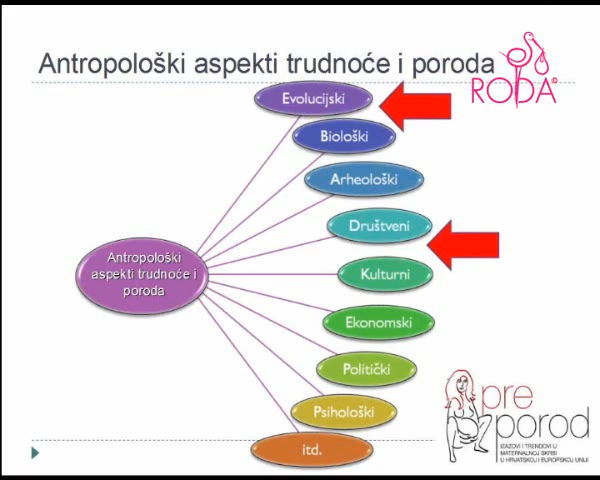 Antropološki aspekti trudnoće i poroda
RODA©
Evolucijski
Biološki
Arheološki
Društveni
Kulturni
Ekonomski
Politički
Psihološki
itd.
Antropološki
aspekti trudnoće i
poroda
pre
porod
IZAZOVI I TRENDOVI U
MATERNALNOJ SKRBI
U HRVATSKOJ I EUROPSKOJ UNIJI